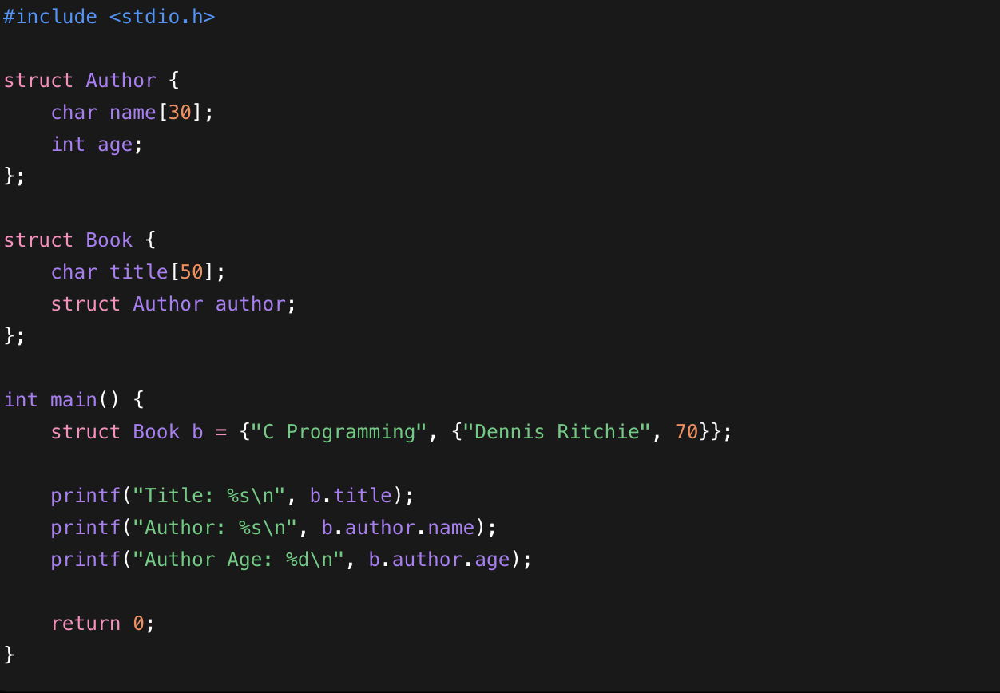 #include <stdio.h>

struct Author {
    char name[30];
    int age;
};

struct Book {
    char title[50];
    struct Author author;
};

int main() {
    struct Book b = {"C Programming", {"Dennis Ritchie", 70}};

    printf("Title: %s\n", b.title);
    printf("Author: %s\n", b.author.name);
    printf("Author Age: %d\n", b.author.age);

    return 0;
}